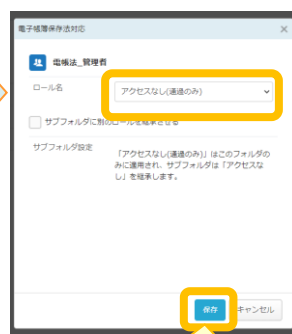 電子帳簿保存法対応
電帳法_管理者
ロール名
アクセスなし(通過のみ)
サブフォルダに別のロールを継承させる
サブフォルダ設定
「アクセスなし(通過のみ)」はこのフォルダの
みに適用され、サブフォルダは「アクセスな
し」を継承します。
保存
キャンセル